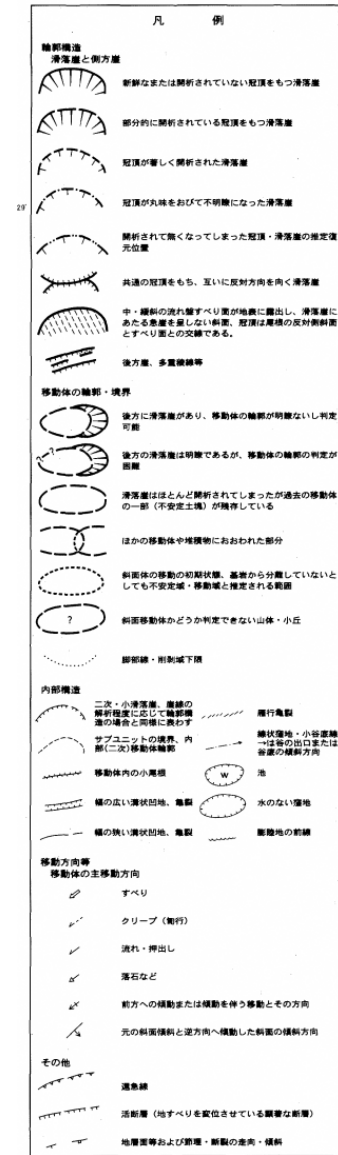 凡 例
輪郭構造
滑落崖と側方崖
新鮮なまたは開析されていない冠頂をもつ滑落崖
部分的に開析されている冠頂をもつ滑落崖
冠頂が著しく開析された滑落崖
冠頂が丸味をおびて不明瞭になった滑落崖
開析されて無くなってしまった冠頂・滑落崖の推定復
元位置
共通の冠頂をもち、互いに反対方向を向く滑落崖
中・緩斜の流れ盤すべり面が地表に露出し、滑落崖に
あたる急崖を呈しない斜面、冠頂は尾根の反対側斜面
とすべり面との交線である。
後方崖、多重稜線等
移動体の輪郭・境界
後方に滑落崖があり、移動体の輪郭が明瞭ないし判定
可能
後方の滑落崖は明瞭であるが、移動体の輪郭の判定が
困難
滑落崖はほとんど開析されてしまったが過去の移動体
の一部（不安定土塊）が残存している
ほかの移動体や堆積物におおわれた部分
斜面体の移動の初期状態、基岩から分離していないと
しても不安定域・移動域と推定される範囲
?
斜面移動体かどうか判定できない山体・小丘
脚部線・削剥域下限
内部構造
二次・小滑落崖、崖線の
解析程度に応じて輪郭構
造の場合と同様に表わす
雁行亀裂
サブユニットの境界、内
部（二次）移動体輪郭
線状窪地・小谷底線
→は谷の出口または
谷底の傾斜方向
移動体内の小尾根
W
池
幅の広い溝状凹地、亀裂
水のない窪地
幅の狭い溝状凹地、亀裂
膨隆地の前縁
移動方向等
移動体の主移動方向
すべり
クリープ（匍行）
流れ・押出し
落石など
前方への傾動または傾動を伴う移動とその方向
元の斜面傾斜と逆方向へ傾動した斜面の傾斜方向
その他
遷急線
活断層（地すべりを変位させている顕著な断層）
地層面等および節理・断裂の走向・傾斜